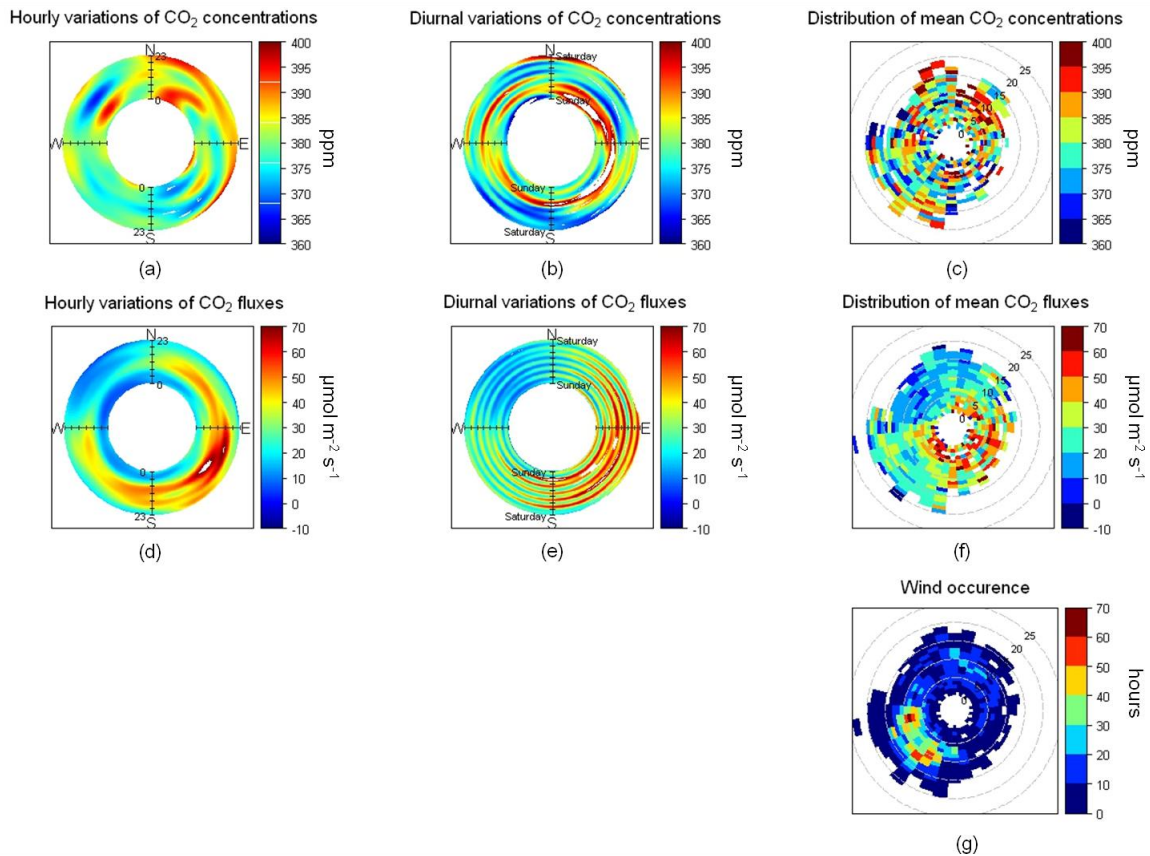 Hourly variations of CO2 concentrations
Diurnal variations of CO2 concentrations
Distribution of mean CO2 concentrations
N
23
0
W
E
0
23
S
400
395
390
385
380
375
370
365
360
ppm
(a)
N
Saturday
Sunday
W
E
Sunday
Saturday
S
400
395
390
385
380
375
370
365
360
ppm
(b)
25
20
15
10
5
0
400
395
390
385
380
375
370
365
360
ppm
(c)
Hourly variations of CO2 fluxes
Diurnal variations of CO2 fluxes
Distribution of mean CO2 fluxes
N
23
0
W
E
0
23
S
70
60
50
40
30
20
10
0
-10
µmol m-2 s-1
(d)
N
Saturday
Sunday
W
E
Sunday
Saturday
S
70
60
50
40
30
20
10
0
-10
µmol m-2 s-1
(e)
25
20
15
10
5
0
70
60
50
40
30
20
10
0
-10
µmol m-2 s-1
(f)
Wind occurence
25
20
0
70
60
50
40
30
20
10
0
hours
(g)